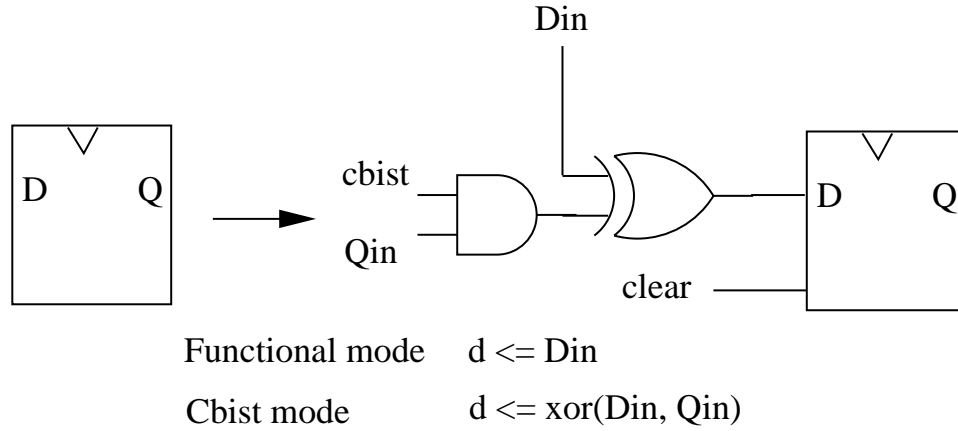 Din
D Q
cbist
Qin
D Q
clear
Functional mode d <= Din
Cbist mode d <= xor(Din, Qin)